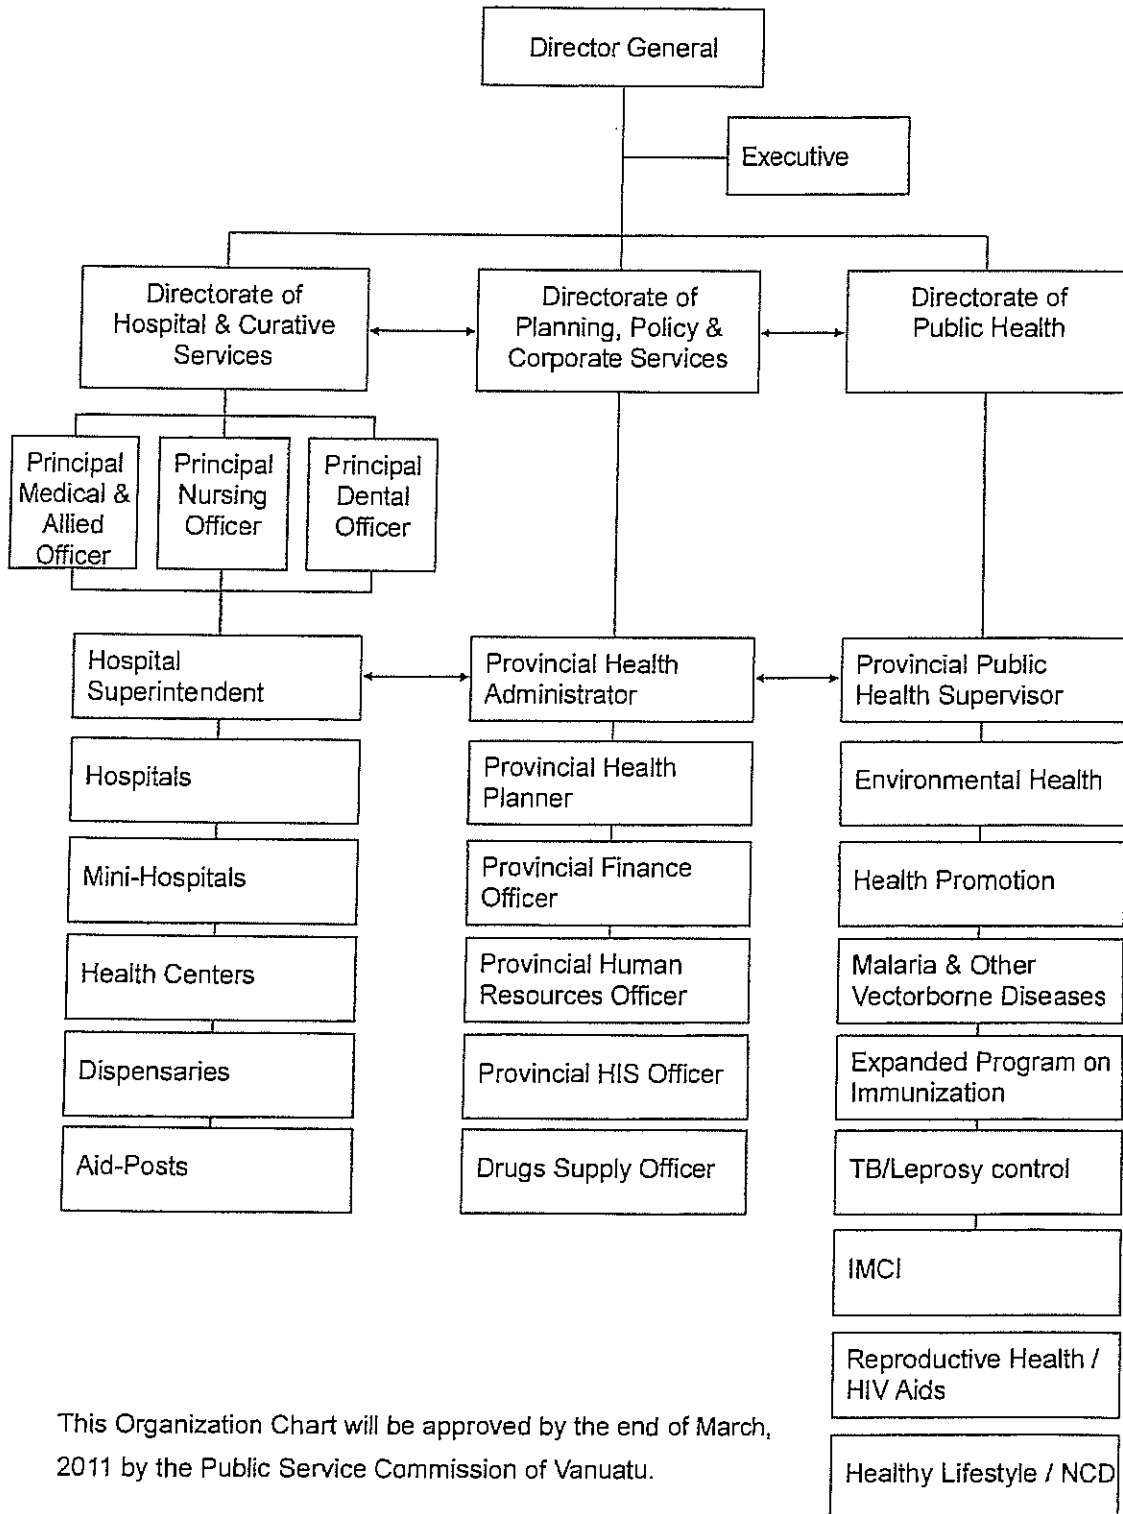 Director General
Executive
Directorate of
Hospital & Curative
Services
Directorate of
Planning, Policy &
Corporate Services
Directorate of
Public Health
Principal
Medical &
Allied
Officer
Principal
Nursing
Officer
Principal
Dental
Officer
Hospital
Superintendent
Provincial Health
Administrator
Provincial Public
Health Supervisor
Hospitals
Provincial Health
Planner
Environmental Health
Mini-Hospitals
Provincial Finance
Officer
Health Promotion
Health Centers
Provincial Human
Resources Officer
Malaria & Other
Vectorborne Diseases
Dispensaries
Provincial HIS Officer
Expanded Program on
Immunization
Aid-Posts
Drugs Supply Officer
TB/Leprosy control
IMCI
Reproductive Health /
HIV Aids
Healthy Lifestyle / NCD
This Organization Chart will be approved by the end of March,
2011 by the Public Service Commission of Vanuatu.